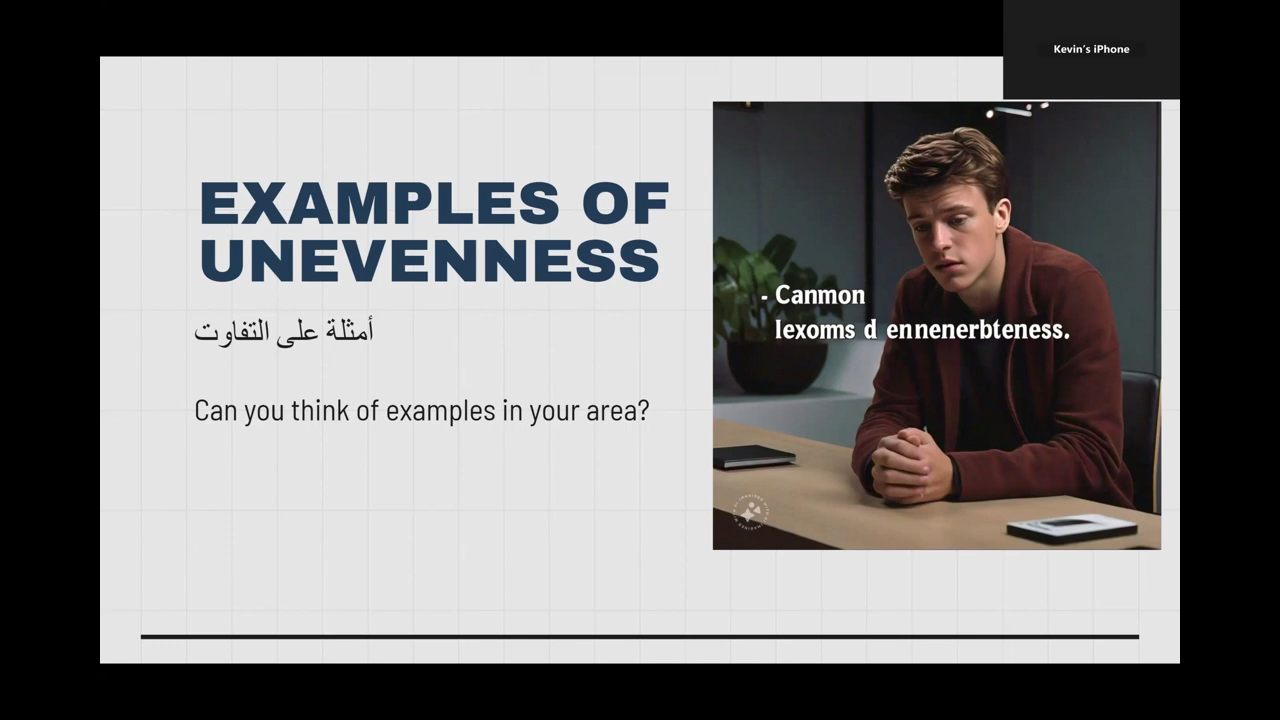 Kevin's iPhone
EXAMPLES OF
UNEVENNESS
أمثلة على التفاوت
Can you think of examples in your area?
- Canmon
lexoms d ennenerbteness.